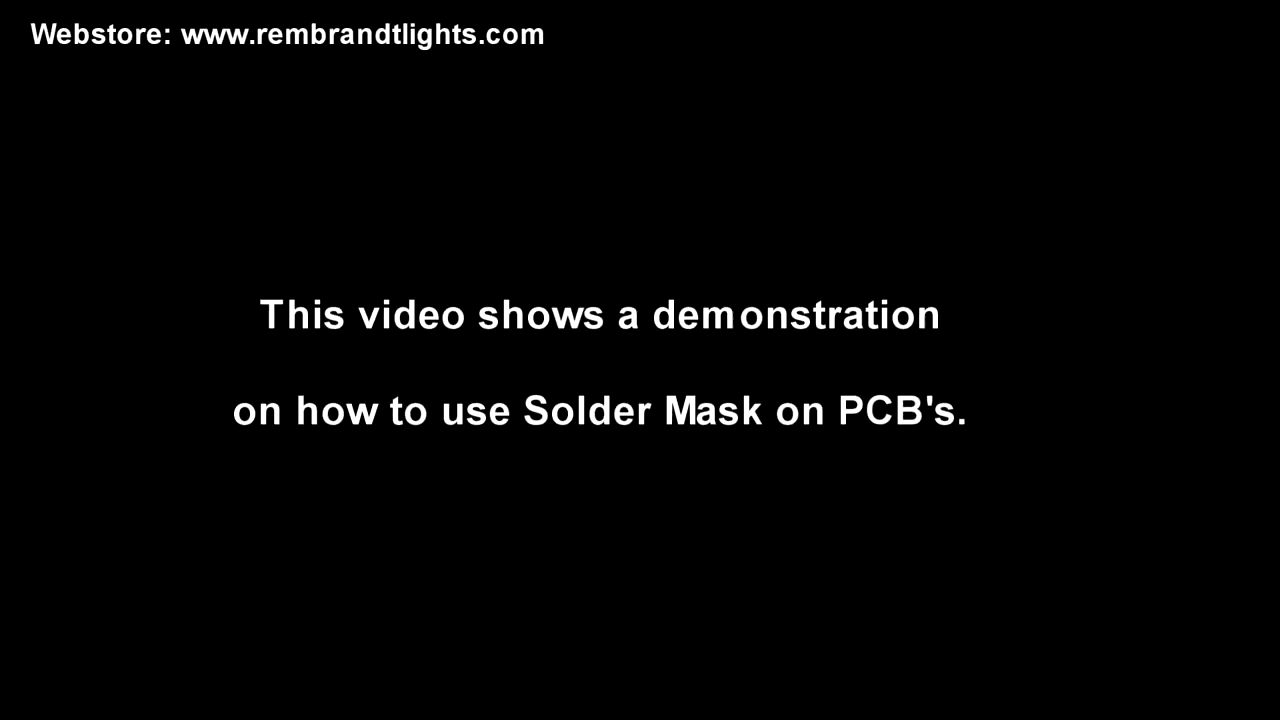 Webstore: www.rembrandtlights.com
This video shows a demonstration
on how to use Solder Mask on PCB's.